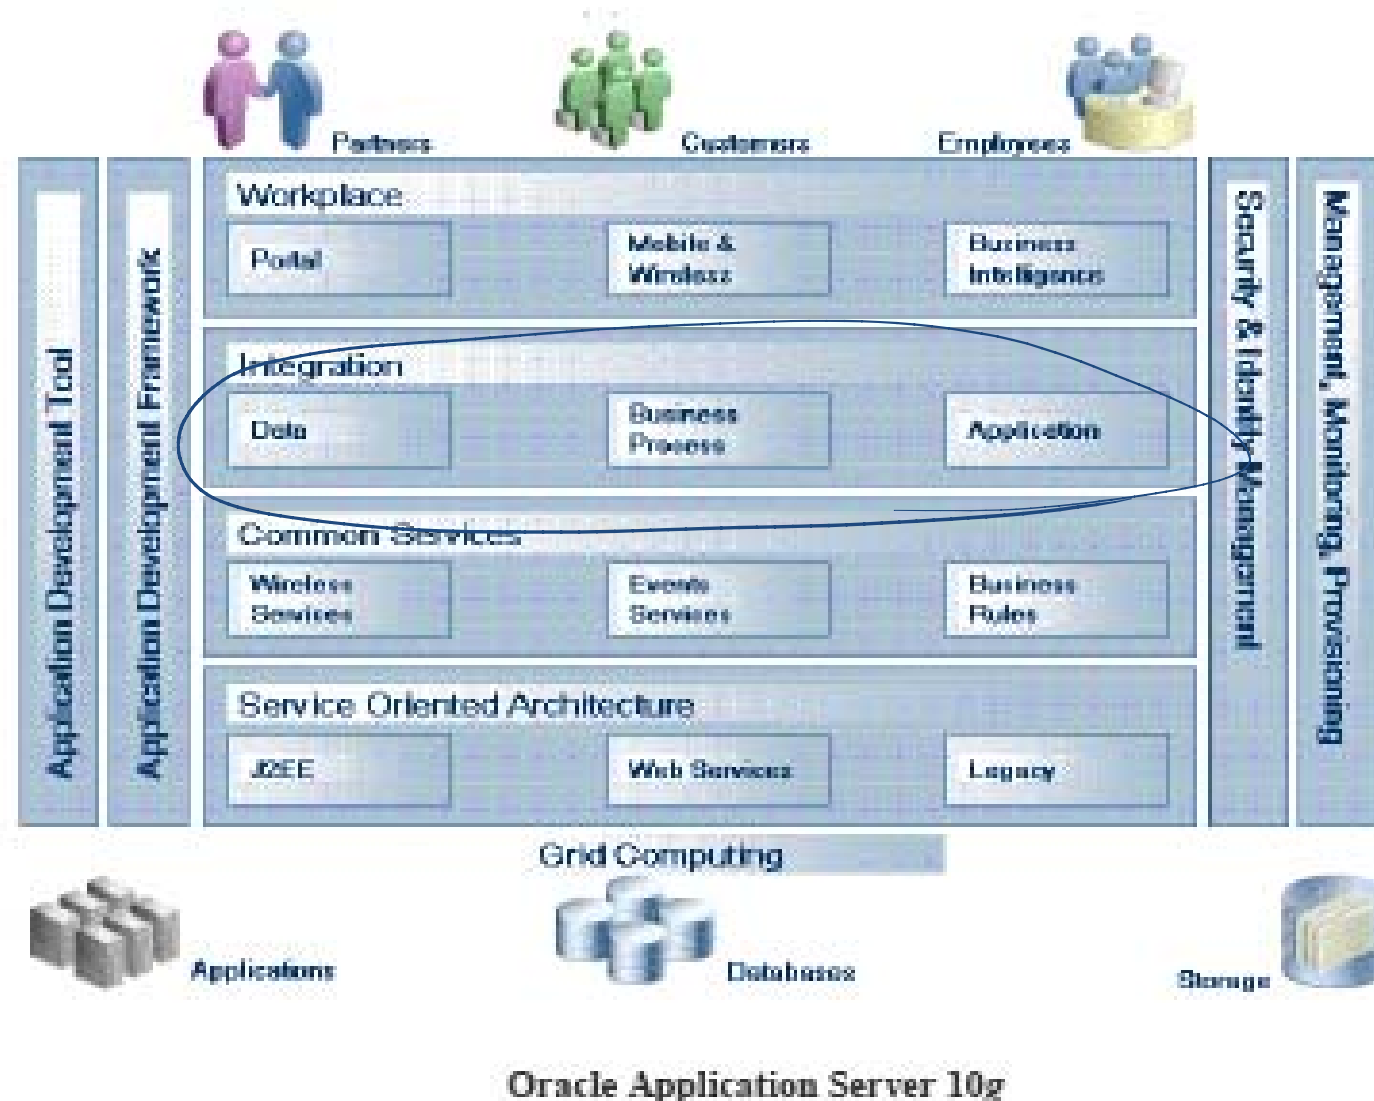 Partners
Customers
Employees
Application Development Tool
Application Development Framework
Workplace
Portal
Mobile &
Wireless
Business
Intelligence
Integration
Data
Business
Process
Application
Common Services
Wireless
Services
Events
Services
Business
Rules
Service Oriented Architecture
J2EE
Web Services
Legacy
Security & Identity Management
Management, Monitoring, Provisioning
Grid Computing
Applications
Databases
Storage
Oracle Application Server 10g